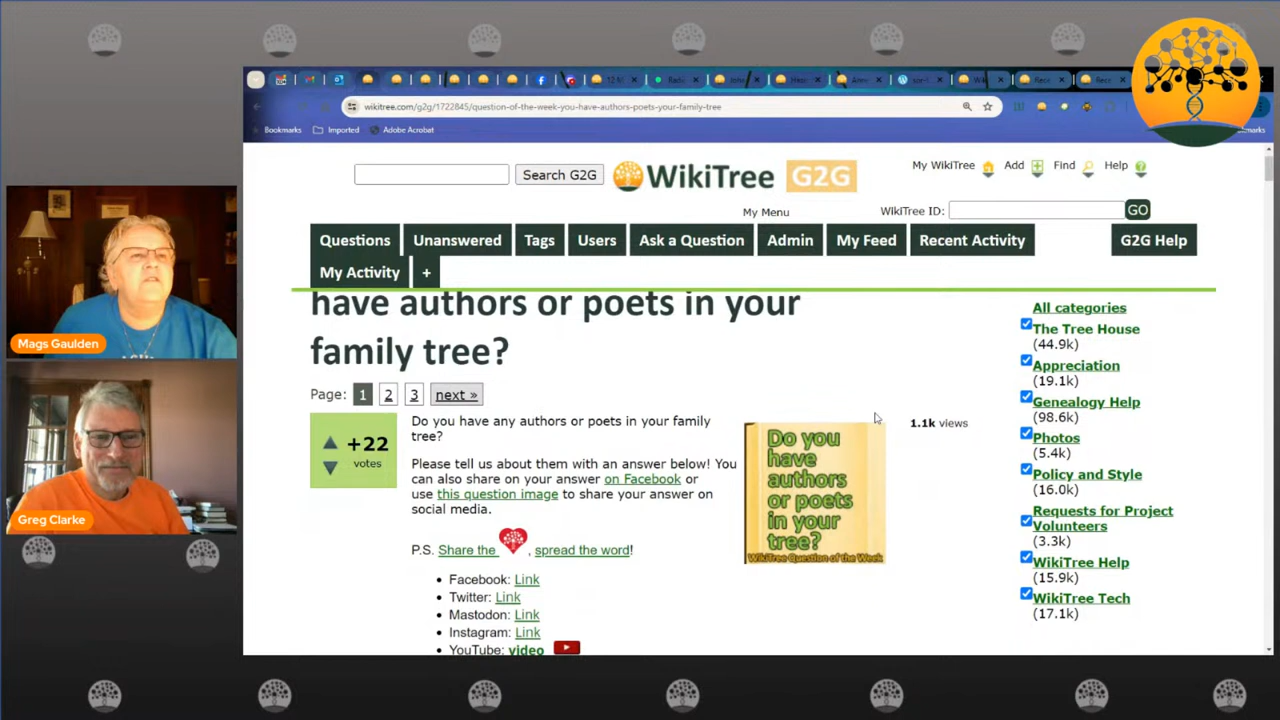 wikitree.com/g2g/1722845/question-of-the-week-you-have-authors-poets-your-family-tree
Bookmarks
Imported
Adobe Acrobat
Search G2G
WikiTree
G2G
My WikiTree
Add
Find
Help
My Menu
WikiTree ID:
GO
Questions
Unanswered
Tags
Users
Ask a Question
Admin
My Feed
Recent Activity
G2G Help
My Activity
+
have authors or poets in your
family tree?
Page: 1 2 3 next »
+22
votes
Do you have any authors or poets in your family
tree?
Please tell us about them with an answer below! You
can also share on your answer on Facebook or
use this question image to share your answer on
social media.
P.S. Share the , spread the word!
• Facebook: Link
• Twitter: Link
• Mastodon: Link
• Instagram: Link
• YouTube: video
Do you
have
authors
or poets
in your
tree?
WikiTree Question of the Week
1.1k views
All categories
The Tree House
(44.9k)
Appreciation
(19.1k)
Genealogy Help
(98.6k)
Photos
(5.4k)
Policy and Style
(16.0k)
Requests for Project
Volunteers
(3.3k)
WikiTree Help
(15.9k)
WikiTree Tech
(17.1k)
Mags Gaulden
Greg Clarke